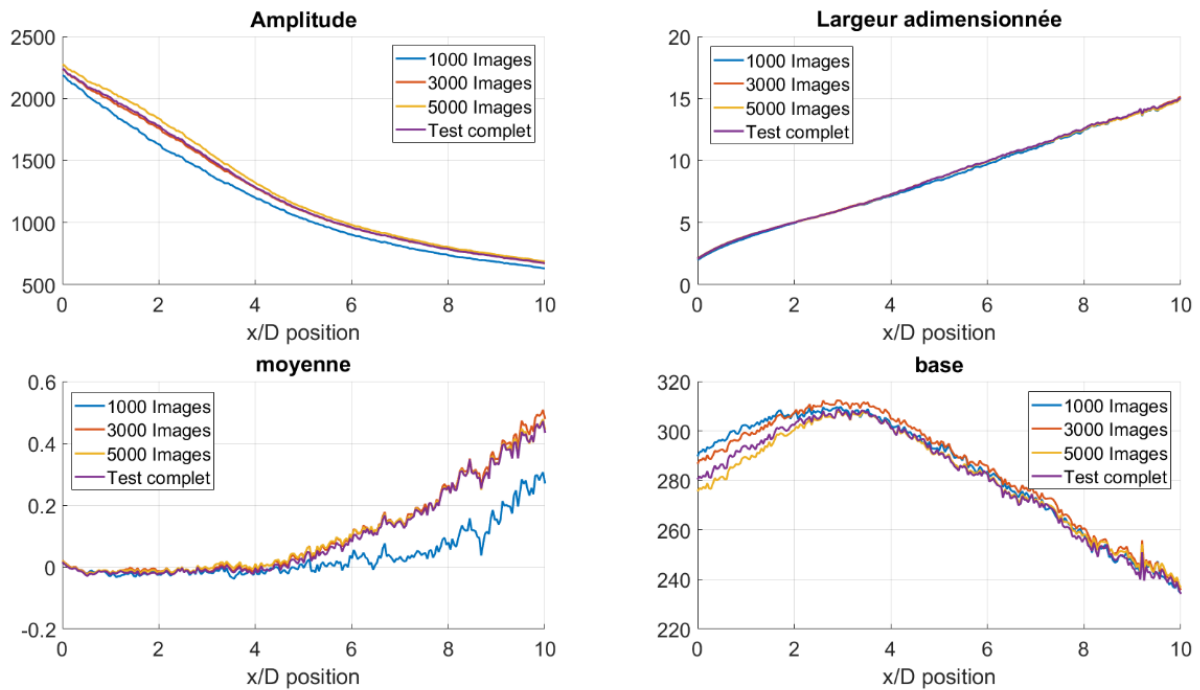 Amplitude
2500
2000
1500
1000
500
1000 Images
3000 Images
5000 Images
Test complet
0 2 4 6 8 10
x/D position
Largeur adimensionnée
20
15
10
5
0
1000 Images
3000 Images
5000 Images
Test complet
0 2 4 6 8 10
x/D position
moyenne
0.6
0.4
0.2
0
-0.2
1000 Images
3000 Images
5000 Images
Test complet
0 2 4 6 8 10
x/D position
base
320
300
280
260
240
220
1000 Images
3000 Images
5000 Images
Test complet
0 2 4 6 8 10
x/D position